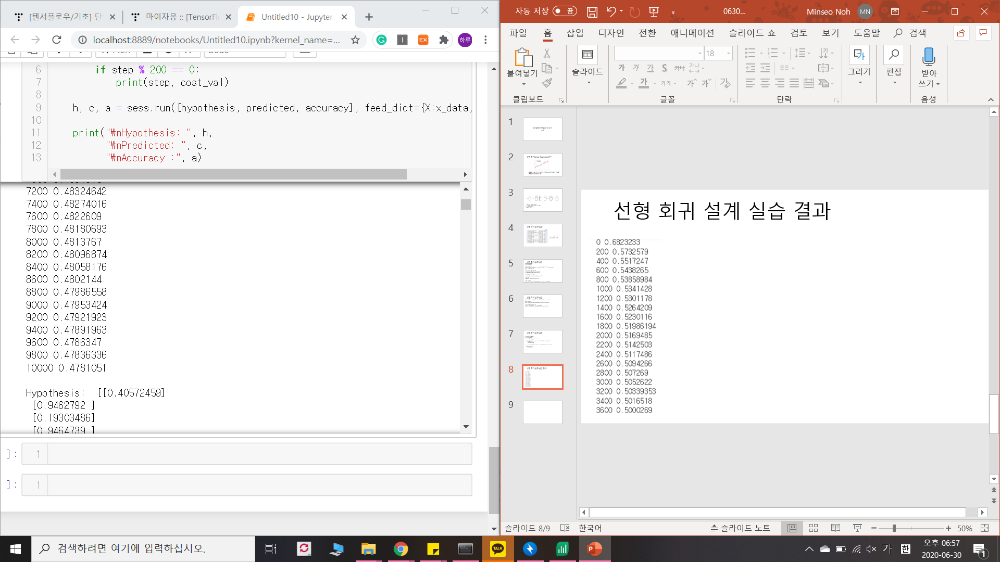 [텐서플로우/기초] 단
마이자몽 :: [TensorFl
Untitled10 - Jupyter
localhost:8889/notebooks/Untitled10.ipynb?kernel_name=...
하루
6 if step % 200 == 0:
7 print(step, cost_val)
8
9 h, c, a = sess.run([hypothesis, predicted, accuracy], feed_dict={X:x_data,
10
11 print("₩nHypothesis: ", h,
12 "₩nPredicted: ", c,
13 "₩nAccuracy :", a)
7200 0.48324642
7400 0.48274016
7600 0.4822609
7800 0.48180693
8000 0.4813767
8200 0.48096874
8400 0.48058176
8600 0.4802144
8800 0.47986558
9000 0.47953424
9200 0.47921923
9400 0.47891963
9600 0.4786347
9800 0.47836336
10000 0.4781051
Hypothesis: [[0.40572459]
[0.9462792 ]
[0.19303486]
[0.9464739 ]
]: 1
]: 1
자동 저장 끔
0630...
Minseo Noh MN
파일 홈 삽입 디자인 전환 애니메이션 슬라이드 쇼 검토 보기 도움말 검색
붙여넣기
클립보드
슬라이드
18
가 가 가 S 가나 가나
가 가가 가 가
글꼴
단락
그리기
편집
받아
쓰기
음성
1
Linear Regression
2
3
4
5
6
7
8
9
선형 회귀 설계 실습 결과
0 0.6823233
200 0.5732579
400 0.5517247
600 0.5438265
800 0.53858984
1000 0.5341428
1200 0.5301178
1400 0.5264209
1600 0.5230116
1800 0.51986194
2000 0.5169485
2200 0.5142503
2400 0.5117486
2600 0.5094266
2800 0.507269
3000 0.5052622
3200 0.50339353
3400 0.5016518
3600 0.5000269
슬라이드 8/9
한국어
슬라이드 노트
50%
검색하려면 여기에 입력하십시오.
TALK
가 한
오후 06:57
2020-06-30
1